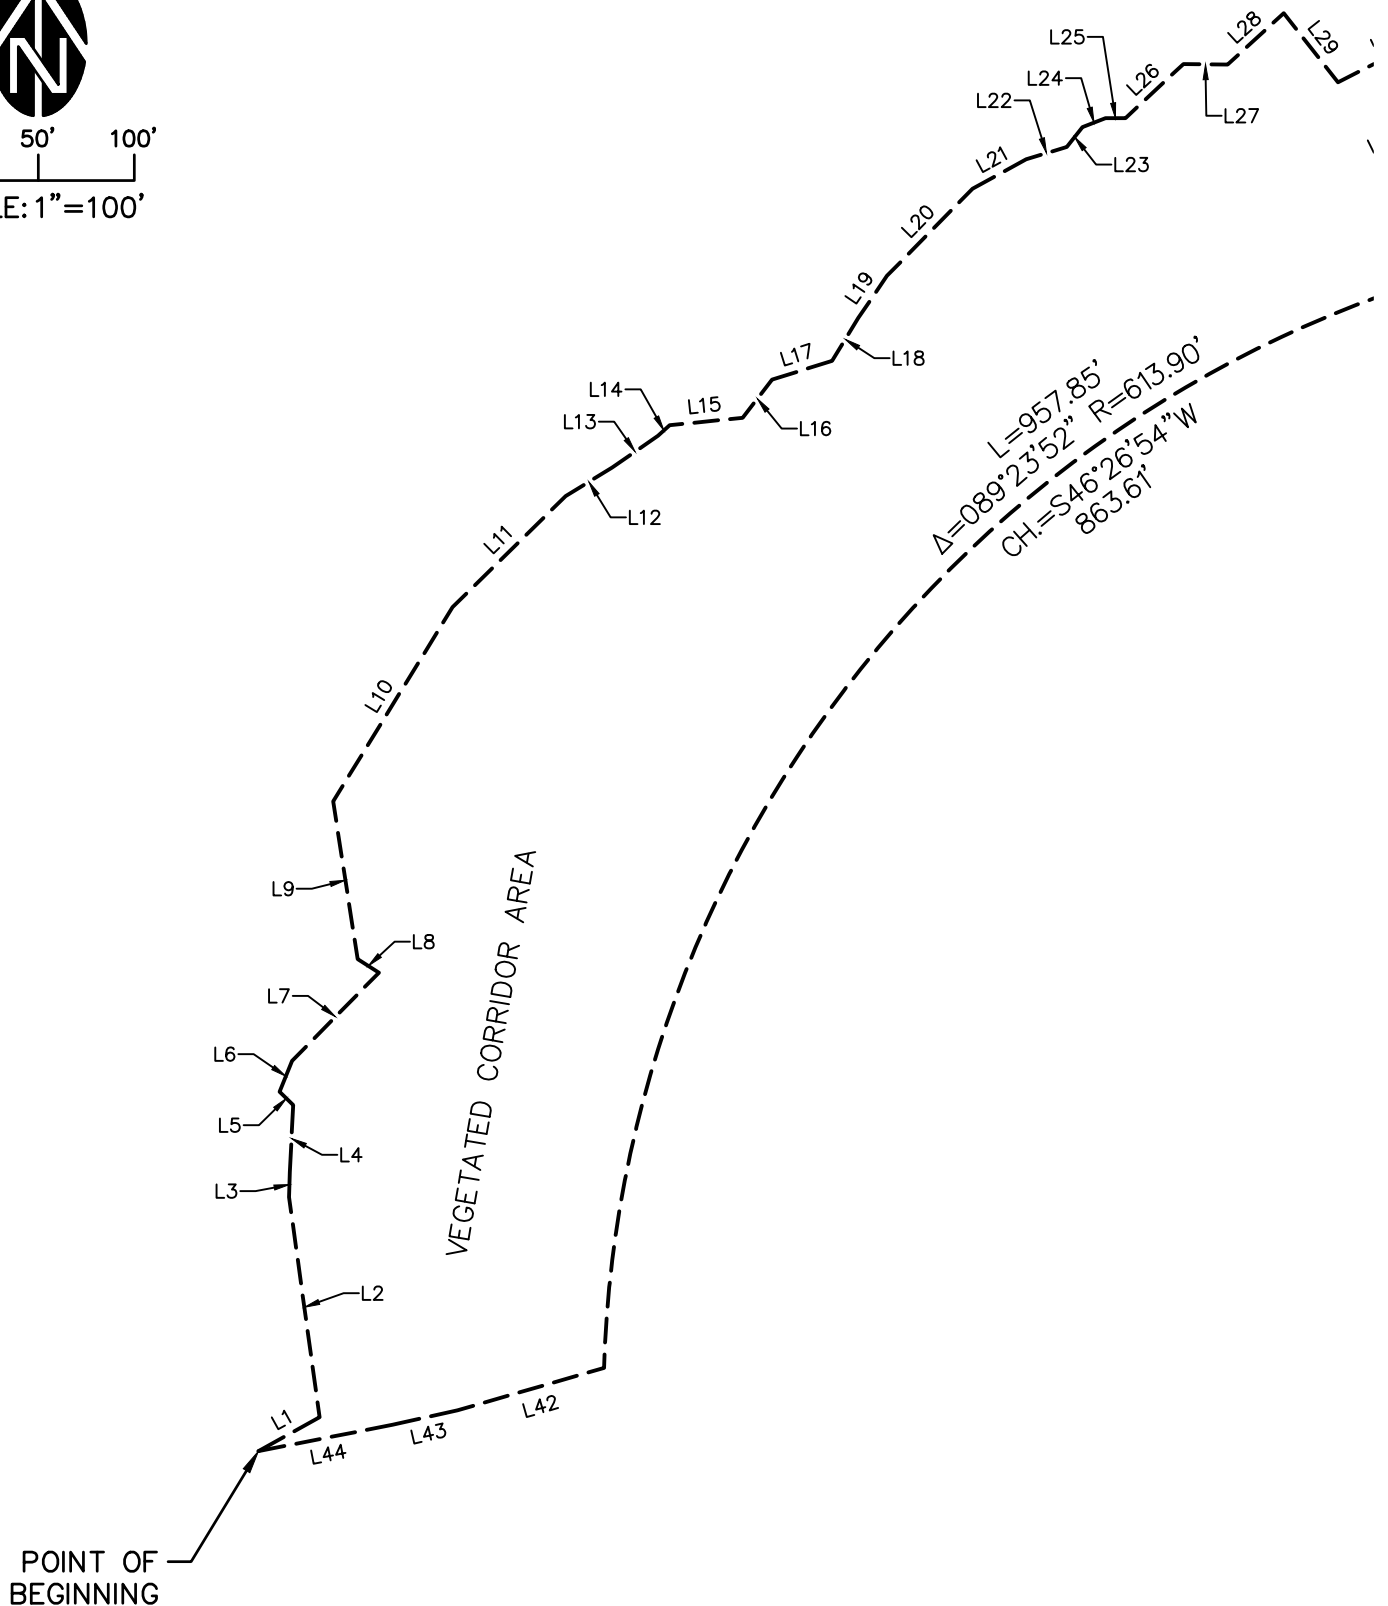 N
50' 100'
LE: 1"=100'
L28
L29
L25
L26
L24
L22
L27
L21
L23
L20
L19
L17
L18
L14
L15
L13
L16
L12
L11
L=957.85'
Δ=089°23'52" R=613.90'
CH.=S46°26'54"W
863.61'
L10
L9
L8
L7
L6
L5
L4
L3
L2
VEGETATED CORRIDOR AREA
L1
L42
L43
L44
POINT OF
BEGINNING